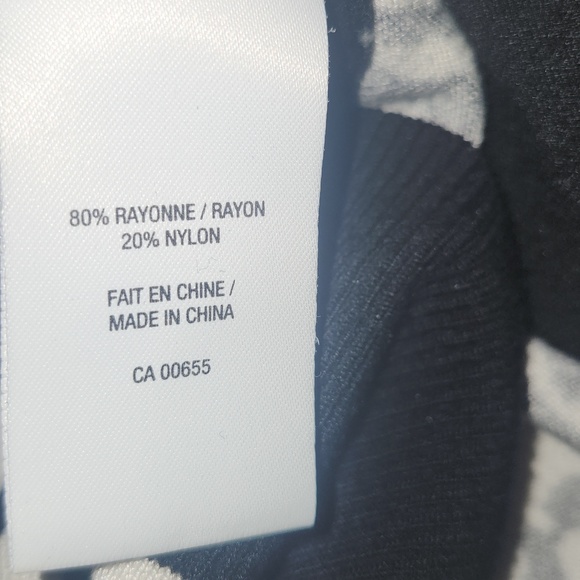 80% RAYONNE / RAYON
20% NYLON
FAIT EN CHINE /
MADE IN CHINA
CA 00655